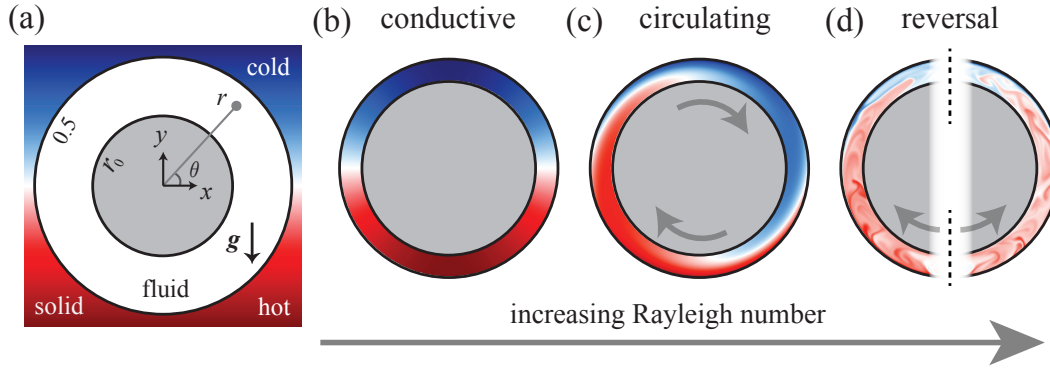 (a)
cold
r
0.5
r₀
y
θ
x
g
fluid
solid
hot
(b) conductive
(c) circulating
(d) reversal
increasing Rayleigh number